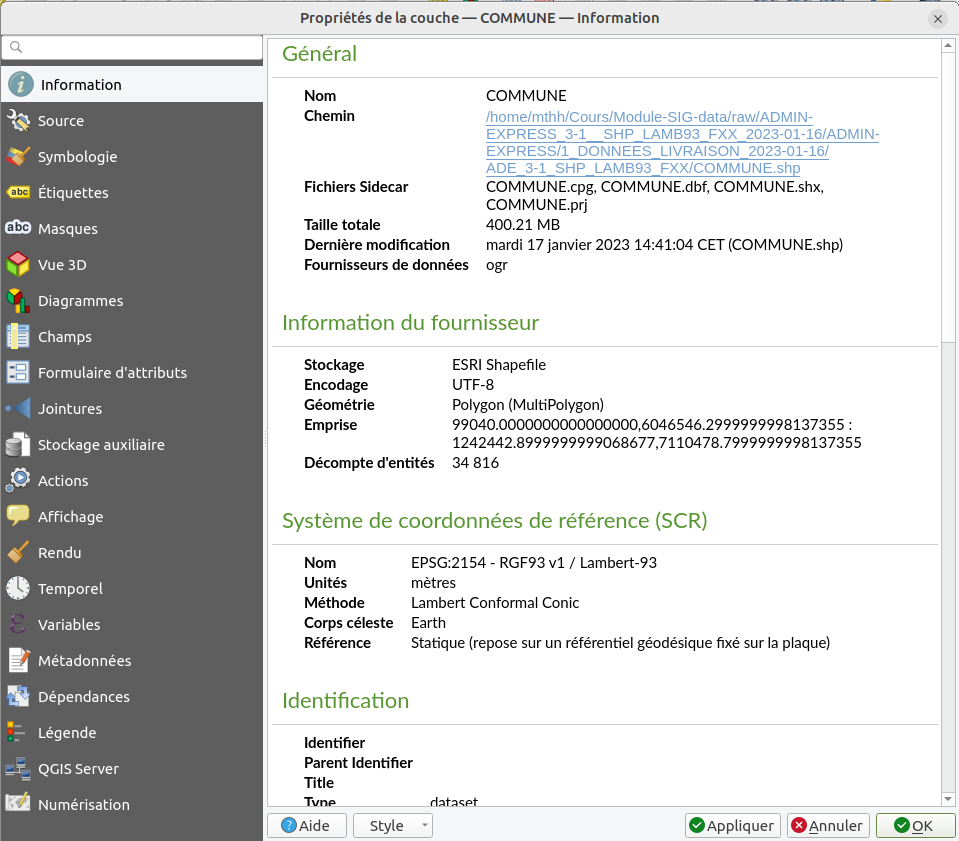 Propriétés de la couche — COMMUNE — Information
Information
Source
Symbologie
abc Étiquettes
abc Masques
Vue 3D
Diagrammes
Champs
Formulaire d'attributs
Jointures
Stockage auxiliaire
Actions
Affichage
Rendu
Temporel
Variables
Métadonnées
Dépendances
Légende
QGIS Server
Numérisation
Général
Nom COMMUNE
Chemin /home/mthh/Cours/Module-SIG-data/raw/ADMIN-
EXPRESS_3-1__SHP_LAMB93_FXX_2023-01-16/ADMIN-
EXPRESS/1_DONNEES_LIVRAISON_2023-01-16/
ADE_3-1_SHP_LAMB93_FXX/COMMUNE.shp
Fichiers Sidecar COMMUNE.cpg, COMMUNE.dbf, COMMUNE.shx,
COMMUNE.prj
Taille totale 400.21 MB
Dernière modification mardi 17 janvier 2023 14:41:04 CET (COMMUNE.shp)
Fournisseurs de données ogr
Information du fournisseur
Stockage ESRI Shapefile
Encodage UTF-8
Géométrie Polygon (MultiPolygon)
Emprise 99040.0000000000000000,6046546.2999999998137355 :
1242442.8999999999068677,7110478.7999999998137355
Décompte d'entités 34 816
Système de coordonnées de référence (SCR)
Nom EPSG:2154 - RGF93 v1 / Lambert-93
Unités mètres
Méthode Lambert Conformal Conic
Corps céleste Earth
Référence Statique (repose sur un référentiel géodésique fixé sur la plaque)
Identification
Identifier
Parent Identifier
Title
Type dataset
Aide Style Appliquer Annuler OK